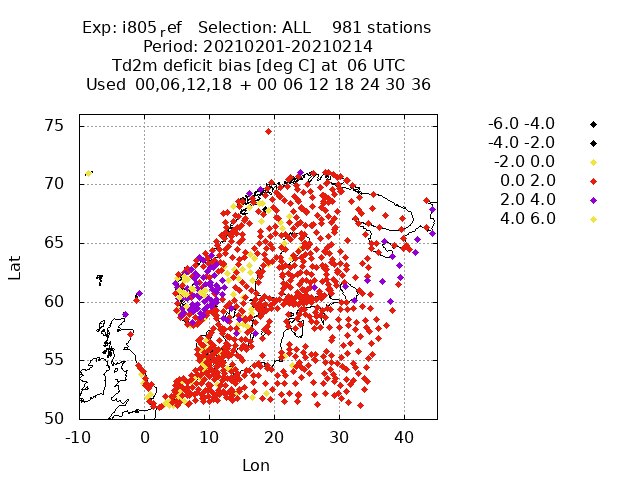 Exp: i805ref Selection: ALL 981 stations
Period: 20210201-20210214
Td2m deficit bias [deg C] at 06 UTC
Used 00,06,12,18 + 00 06 12 18 24 30 36
-6.0 -4.0
-4.0 -2.0
-2.0 0.0
0.0 2.0
2.0 4.0
4.0 6.0
75
70
65
60
55
50
Lat
-10 0 10 20 30 40
Lon